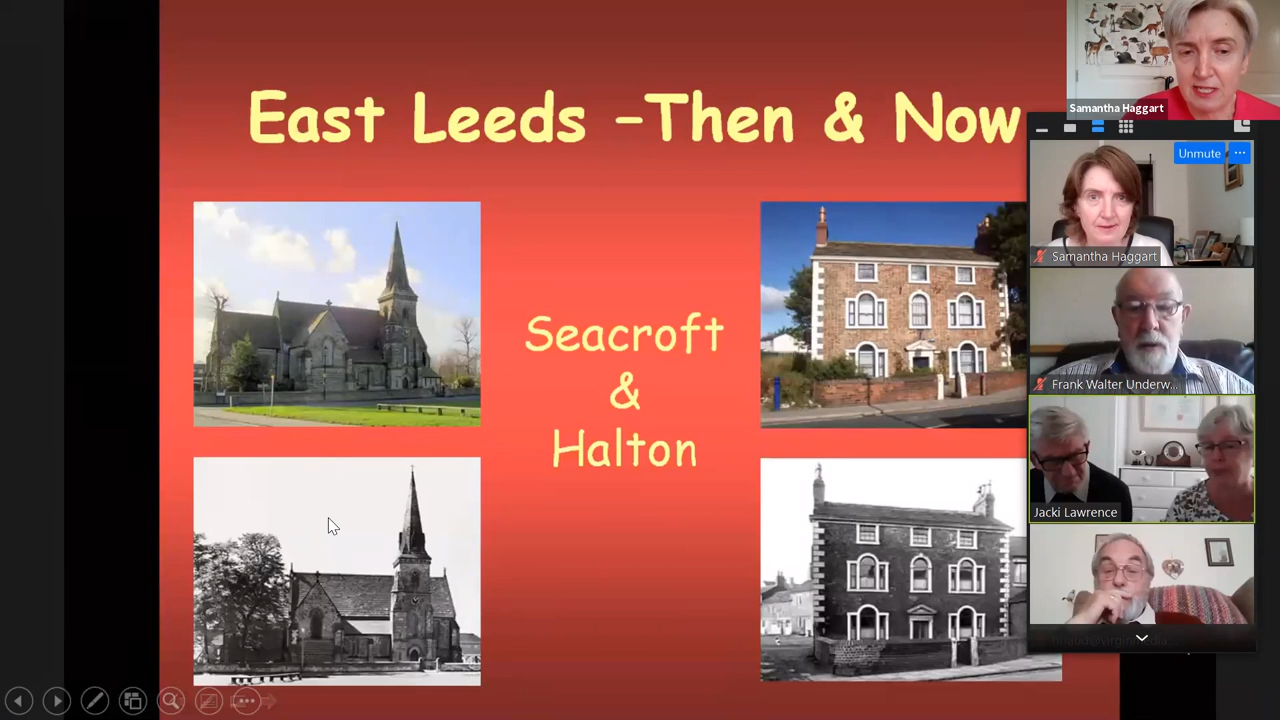 East Leeds –Then & Now
Seacroft
&
Halton
Samantha Haggart
Unmute
Samantha Haggart
Frank Walter Underw...
Jacki Lawrence